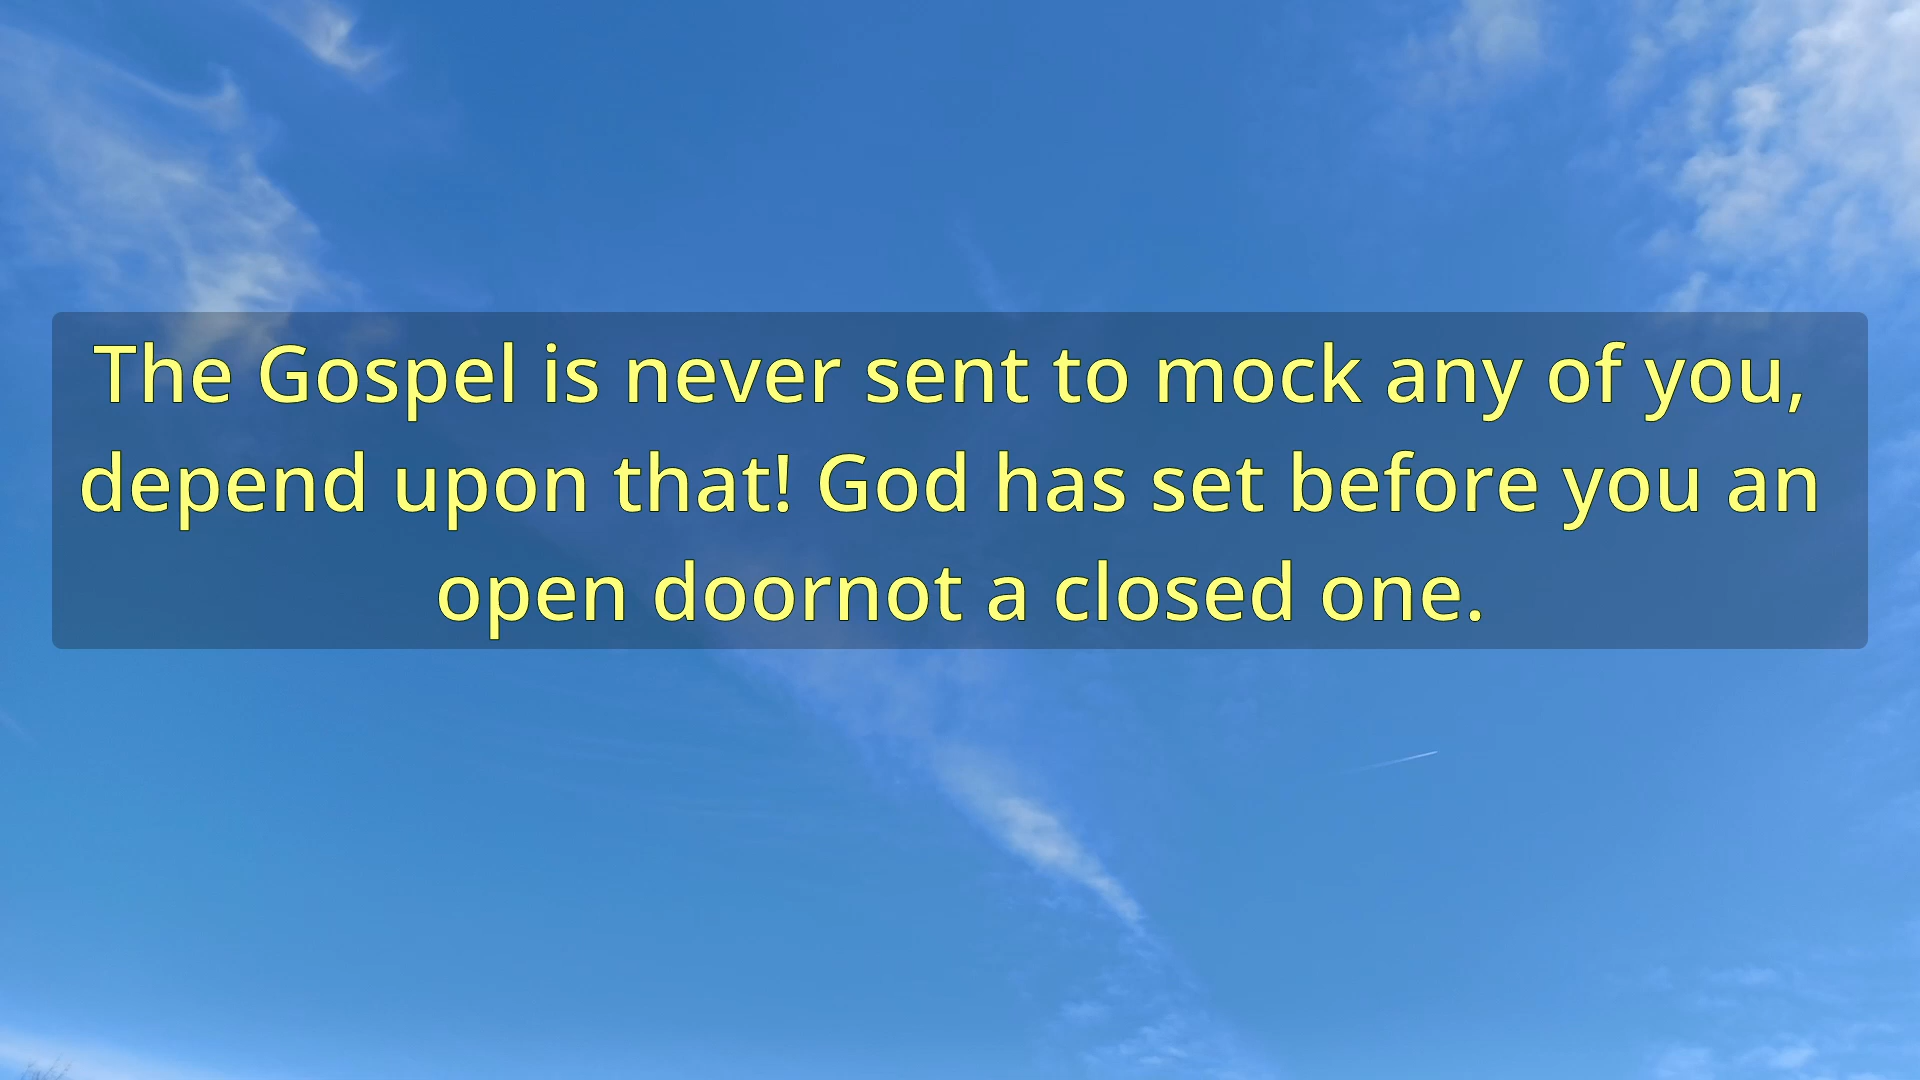 The Gospel is never sent to mock any of you,
depend upon that! God has set before you an
open doornot a closed one.